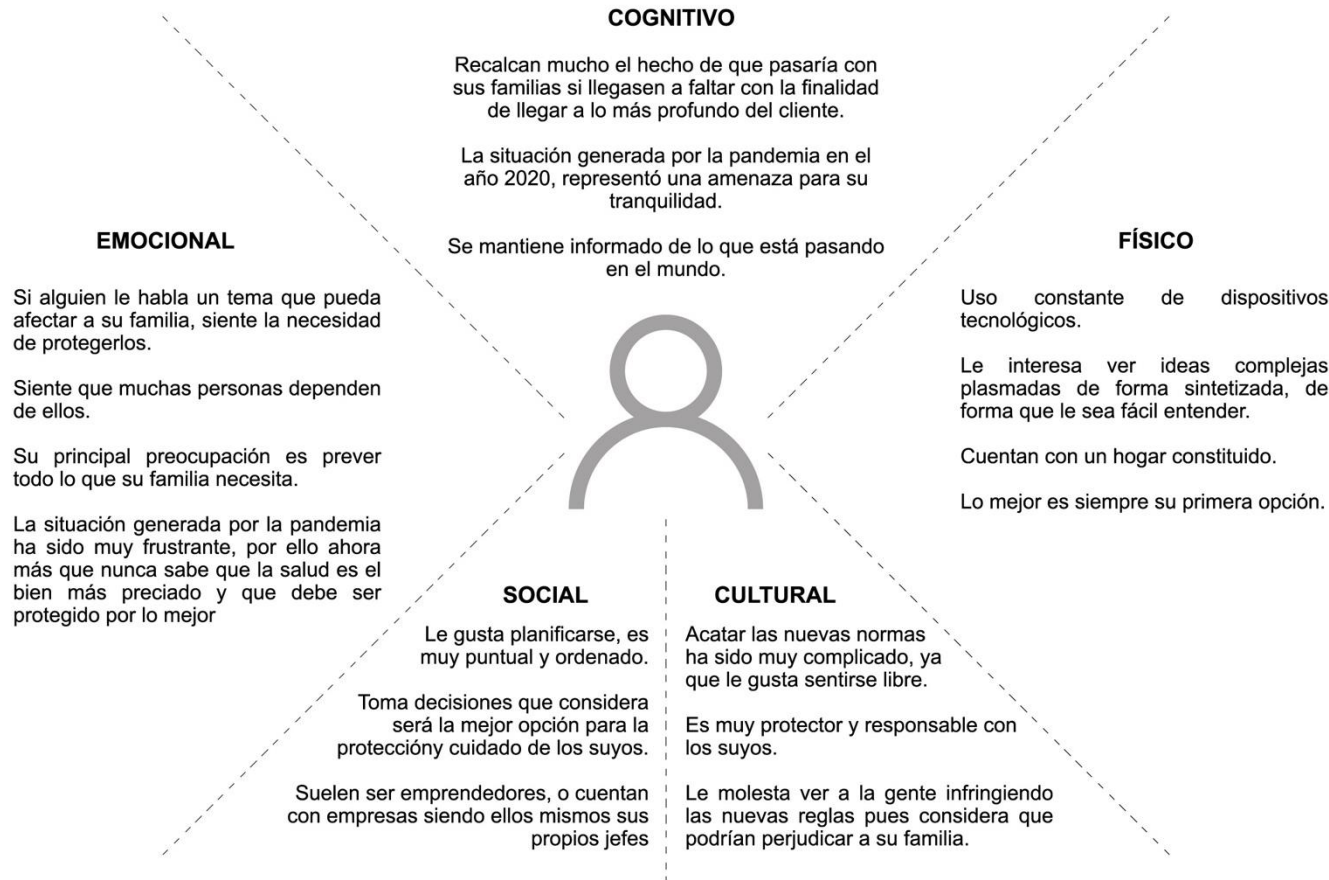 COGNITIVO
Recalcan mucho el hecho de que pasaría con
sus familias si llegasen a faltar con la finalidad
de llegar a lo más profundo del cliente.
La situación generada por la pandemia en el
año 2020, representó una amenaza para su
tranquilidad.
Se mantiene informado de lo que está pasando
en el mundo.
EMOCIONAL
Si alguien le habla un tema que pueda
afectar a su familia, siente la necesidad
de protegerlos.
Siente que muchas personas dependen
de ellos.
Su principal preocupación es prever
todo lo que su familia necesita.
La situación generada por la pandemia
ha sido muy frustrante, por ello ahora
más que nunca sabe que la salud es el
bien más preciado y que debe ser
protegido por lo mejor
FÍSICO
Uso constante de dispositivos
tecnológicos.
Le interesa ver ideas complejas
plasmadas de forma sintetizada, de
forma que le sea fácil entender.
Cuentan con un hogar constituido.
Lo mejor es siempre su primera opción.
SOCIAL
Le gusta planificarse, es
muy puntual y ordenado.
Toma decisiones que considera
será la mejor opción para la
proteccióny cuidado de los suyos.
Suelen ser emprendedores, o cuentan
con empresas siendo ellos mismos sus
propios jefes
CULTURAL
Acatar las nuevas normas
ha sido muy complicado, ya
que le gusta sentirse libre.
Es muy protector y responsable con
los suyos.
Le molesta ver a la gente infringiendo
las nuevas reglas pues considera que
podrían perjudicar a su familia.